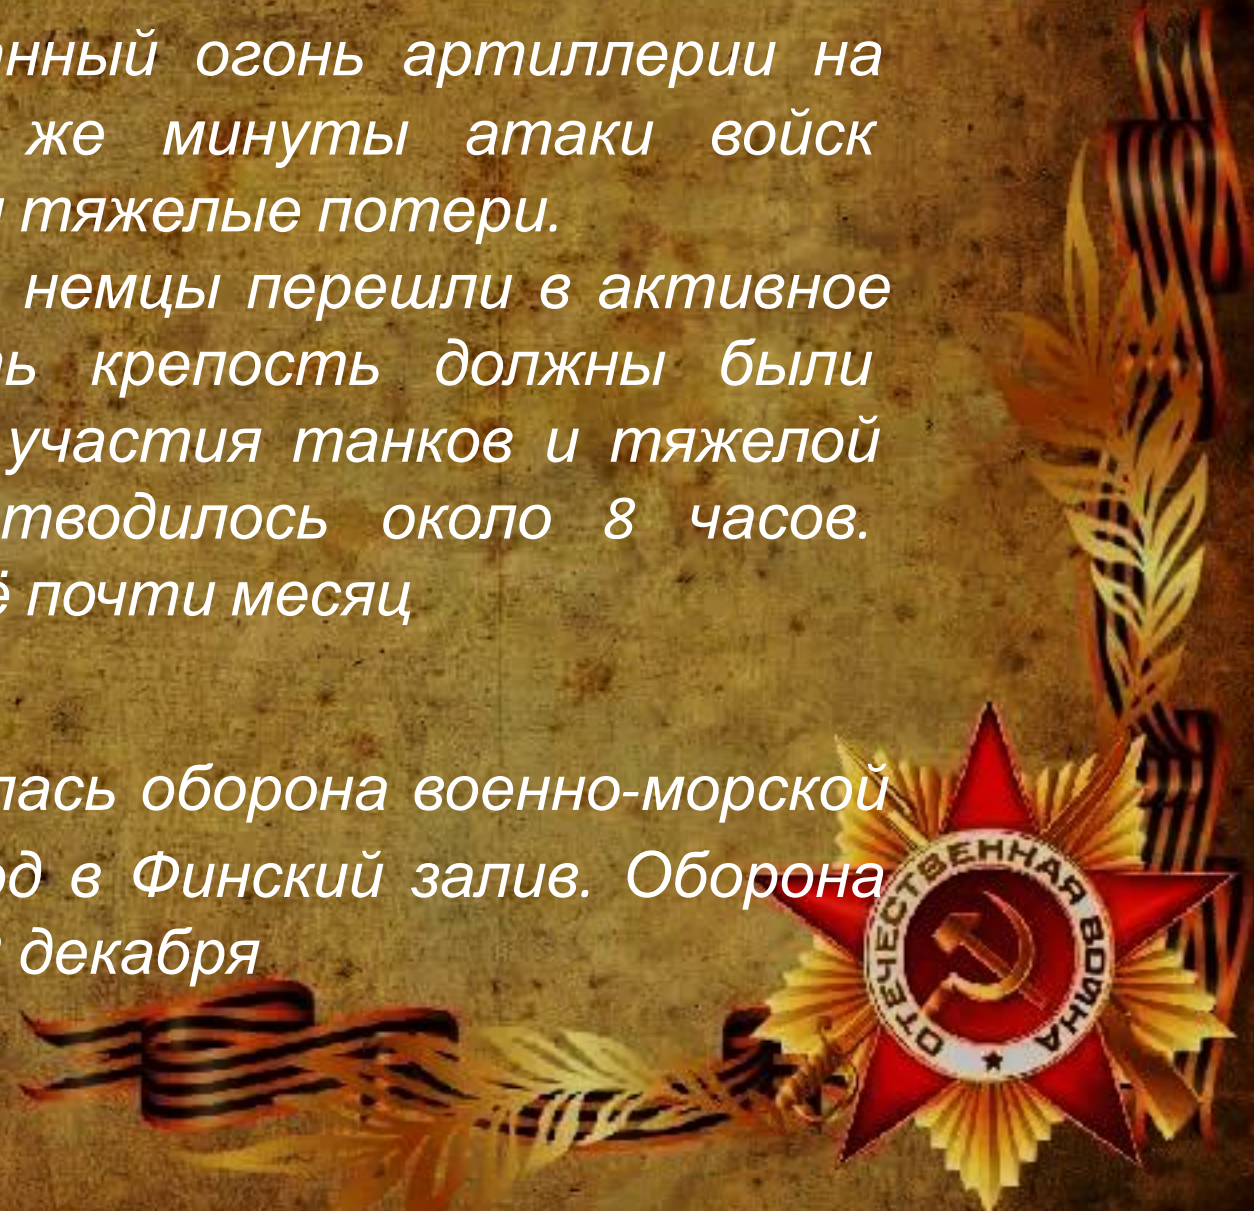 нный огонь артиллерии на
же минуты атаки войск
тяжелые потери.
немцы перешли в активное
ь крепость должны были
участия танков и тяжелой
тводилось около 8 часов.
ё почти месяц
лась оборона военно-морской
од в Финский залив. Оборона
декабря
ОТЕЧЕСТВЕННАЯ ВОЙНА